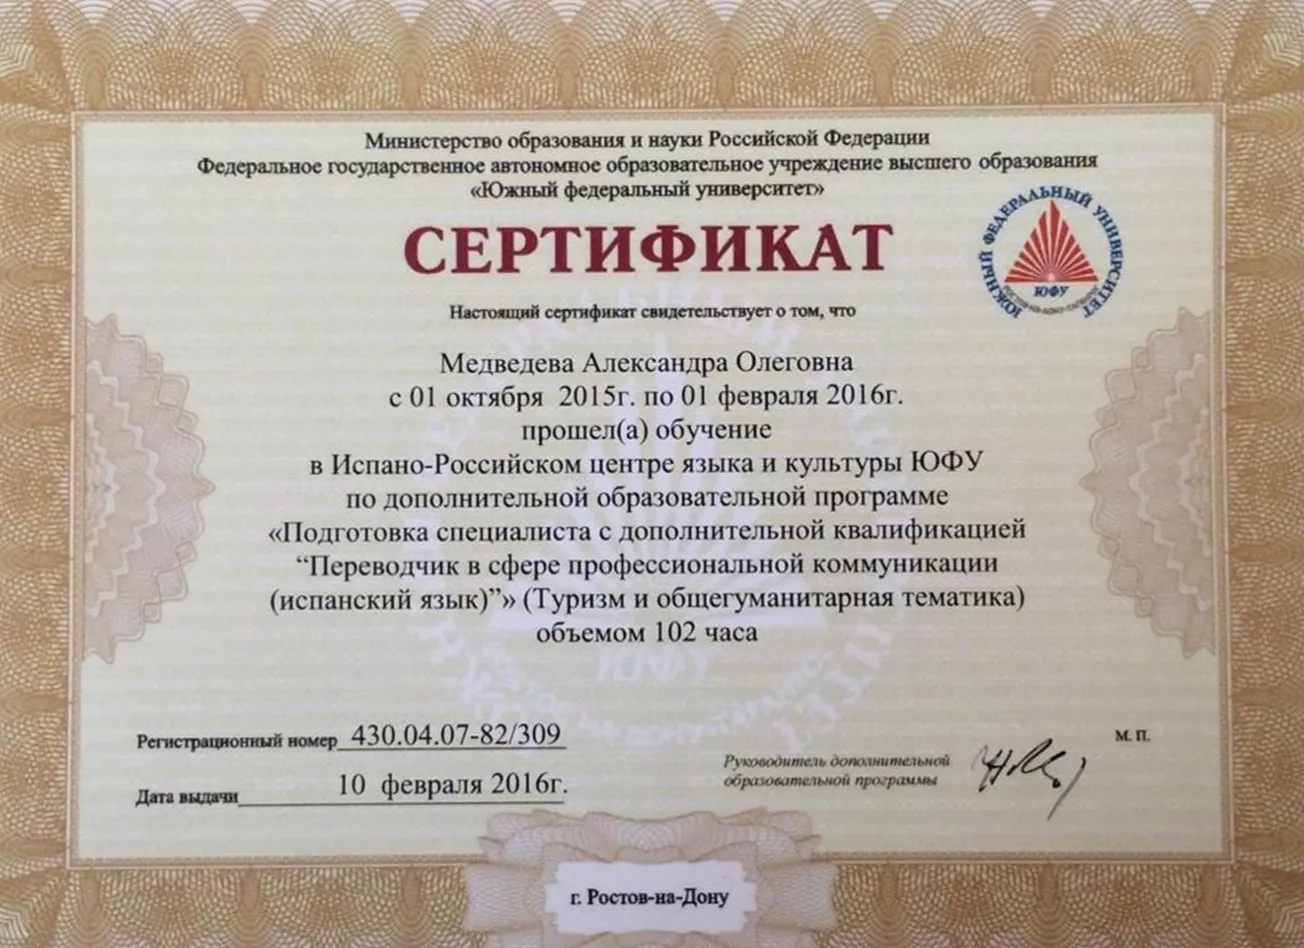 Министерство образования и науки Российской Федерации
Федеральное государственное автономное образовательное учреждение высшего образования
«Южный федеральный университет»
СЕРТИФИКАТ
ЮЖНЫЙ ФЕДЕРАЛЬНЫЙ УНИВЕРСИТЕТ
ЮФУ
РОСТОВ-НА-ДОНУ-ТАГАНРОГ
Настоящий сертификат свидетельствует о том, что
Медведева Александра Олеговна
с 01 октября 2015г. по 01 февраля 2016г.
прошел(а) обучение
в Испано-Российском центре языка и культуры ЮФУ
по дополнительной образовательной программе
«Подготовка специалиста с дополнительной квалификацией
“Переводчик в сфере профессиональной коммуникации
(испанский язык)”» (Туризм и общегуманитарная тематика)
объемом 102 часа
Регистрационный номер 430.04.07-82/309
М. П.
Руководитель дополнительной
образовательной программы
Дата выдачи 10 февраля 2016г.
г. Ростов-на-Дону